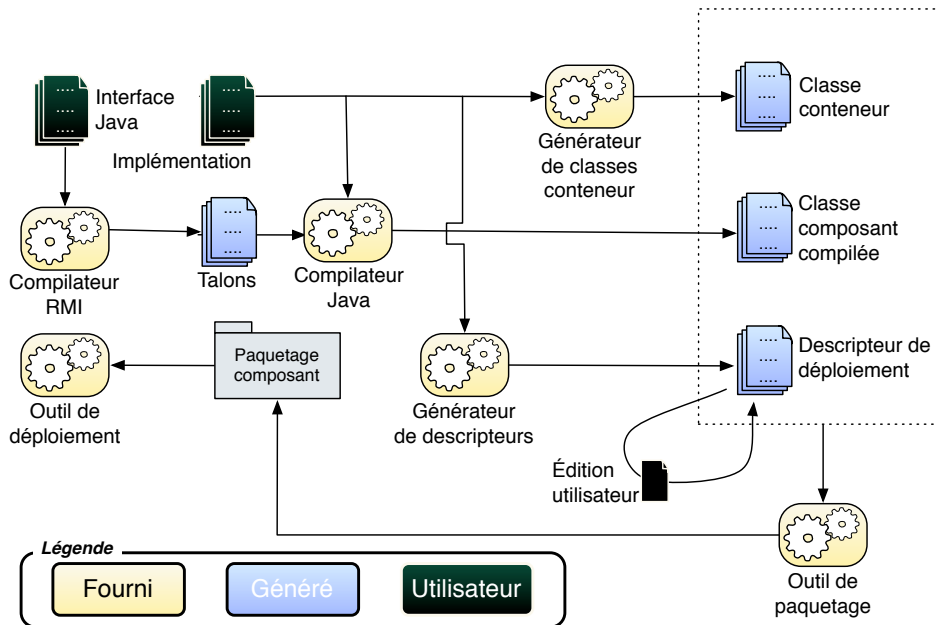 Interface
Java
Implémentation
Générateur
de classes
conteneur
Classe
conteneur
Compilateur
RMI
Talons
Compilateur
Java
Classe
composant
compilée
Outil de
déploiement
Paquetage
composant
Générateur
de descripteurs
Descripteur de
déploiement
Édition
utilisateur
Outil de
paquetage
Légende
Fourni
Généré
Utilisateur